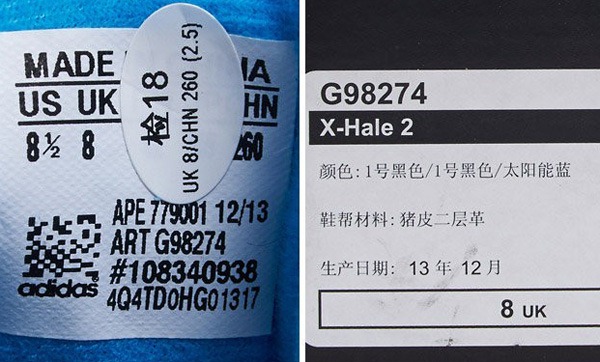 MADE
US UK
HN
8½ 8
260
检18
UK 8/CHN 260 (2.5)
APE 779001 12/13
ART G98274
#108340938
4Q4TD0HG01317
adidas
G98274
X-Hale 2
颜色:1号黑色/1号黑色/太阳能蓝
鞋帮材料:猪皮二层革
生产日期: 13 年 12 月
8 UK